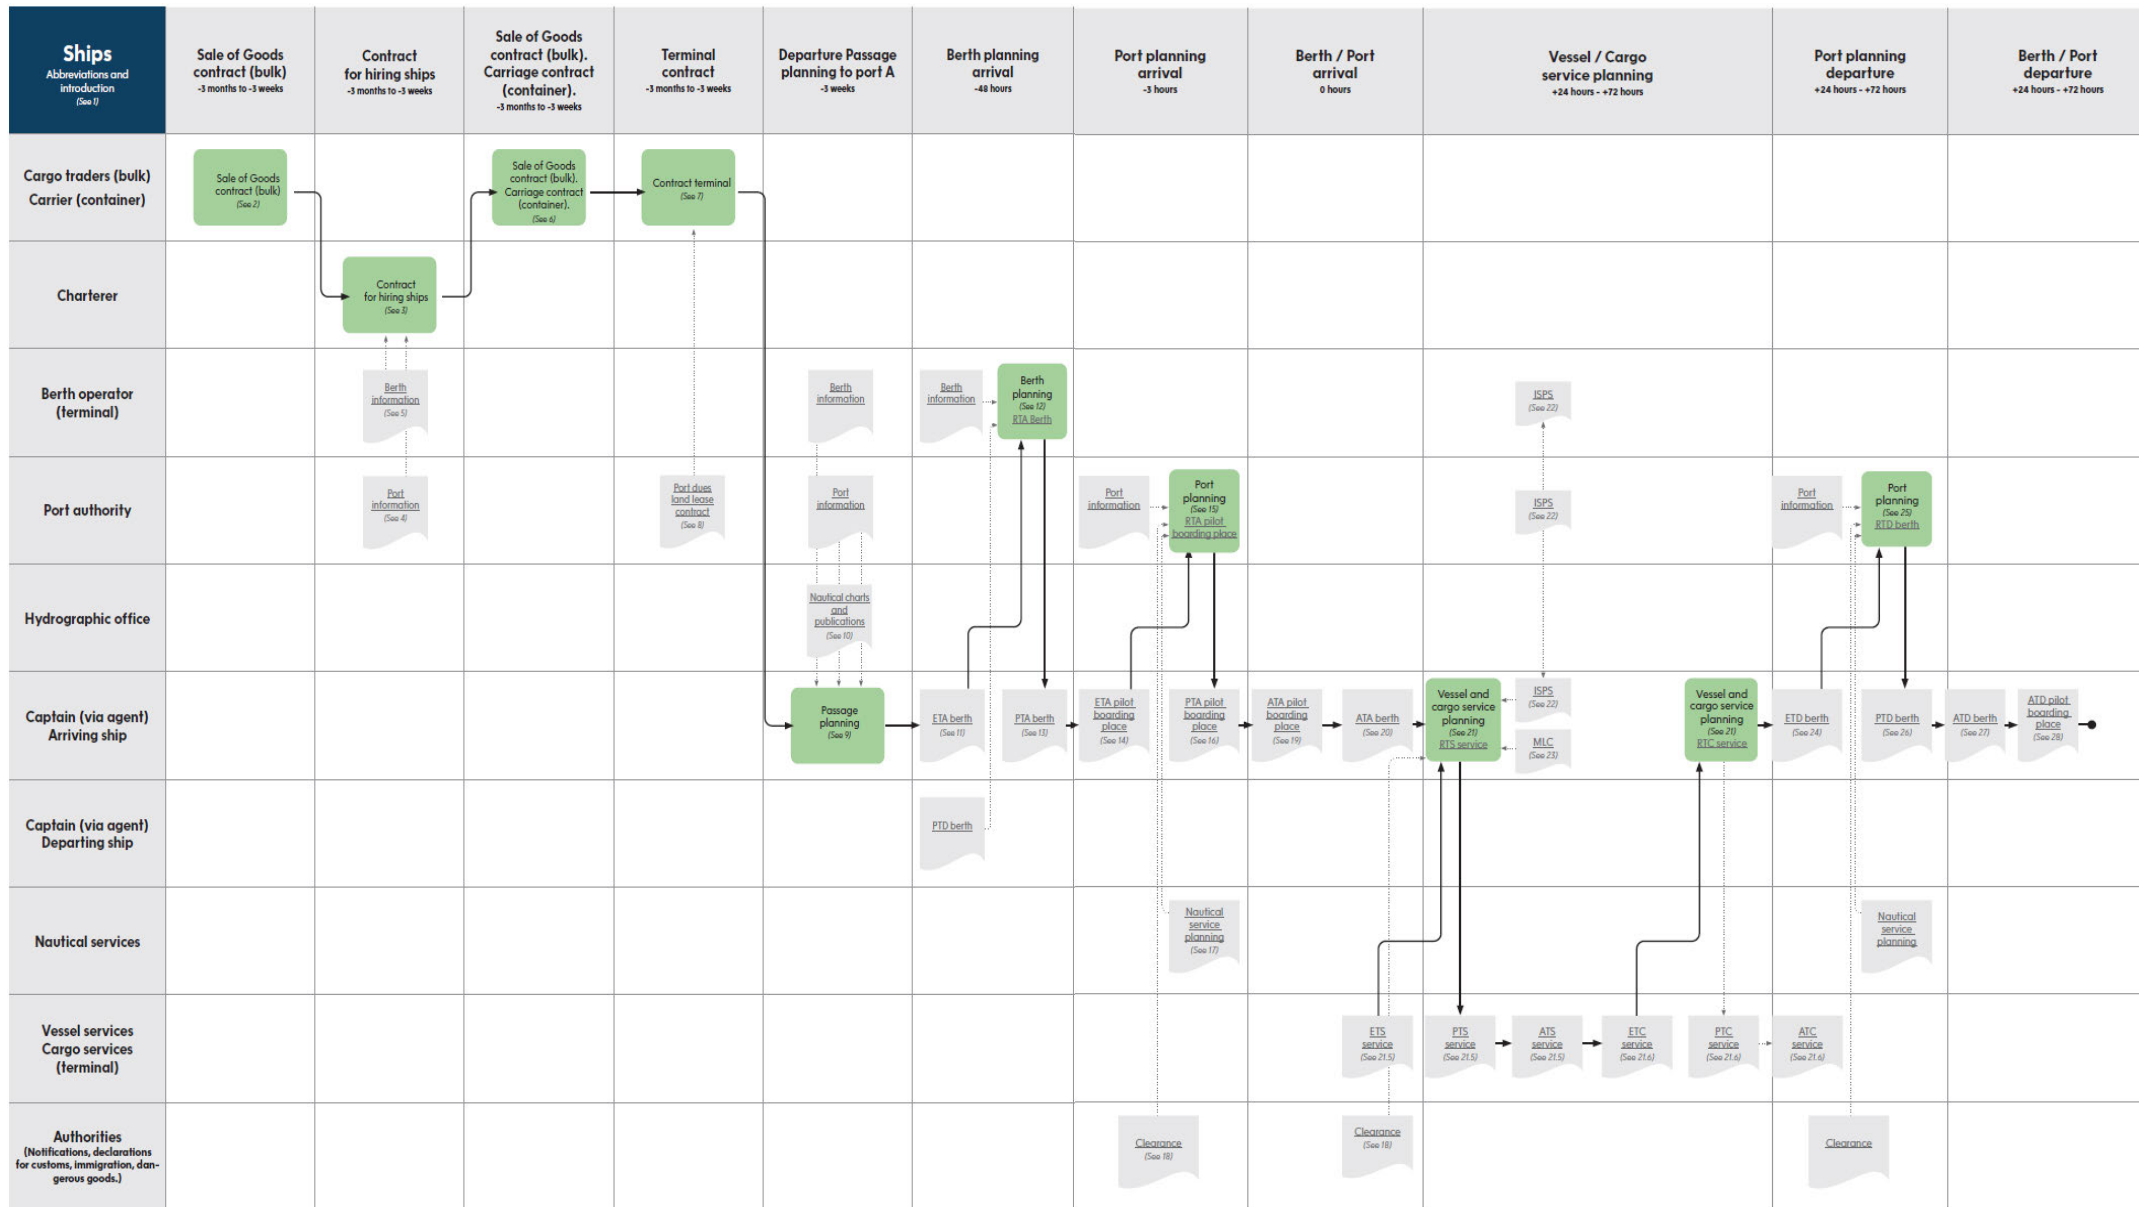 Ships
Abbreviations and
introduction
(See 1)
Sale of Goods
contract (bulk)
-3 months to -3 weeks
Contract
for hiring ships
-3 months to -3 weeks
Sale of Goods
contract (bulk).
Carriage contract
(container).
-3 months to -3 weeks
Terminal
contract
-3 months to -3 weeks
Departure Passage
planning to port A
-3 weeks
Berth planning
arrival
-48 hours
Port planning
arrival
-3 hours
Berth / Port
arrival
0 hours
Vessel / Cargo
service planning
+24 hours - +72 hours
Port planning
departure
+24 hours - +72 hours
Berth / Port
departure
+24 hours - +72 hours
Cargo traders (bulk)
Carrier (container)
Sale of Goods
contract (bulk)
(See 2)
Sale of Goods
contract (bulk).
Carriage contract
(container).
(See 6)
Contract terminal
(See 7)
Charterer
Contract
for hiring ships
(See 3)
Berth operator
(terminal)
Berth
information
(See 5)
Berth
information
Berth
information
Berth
planning
(See 12)
RTA Berth
ISPS
(See 22)
Port authority
Port
information
(See 4)
Port dues
land lease
contract
(See 8)
Port
information
Port
information
Port
planning
(See 15)
RTA pilot
boarding place
ISPS
(See 22)
Port
information
Port
planning
(See 25)
RTD berth
Hydrographic office
Nautical charts
and
publications
(See 10)
Captain (via agent)
Arriving ship
Passage
planning
(See 9)
ETA berth
(See 11)
PTA berth
(See 13)
ETA pilot
boarding
place
(See 14)
PTA pilot
boarding
place
(See 16)
ATA pilot
boarding
place
(See 19)
ATA berth
(See 20)
Vessel and
cargo service
planning
(See 21)
RTS service
ISPS
(See 22)
MLC
(See 23)
Vessel and
cargo service
planning
(See 21)
RTC service
ETD berth
(See 24)
PTD berth
(See 26)
ATD berth
(See 27)
ATD pilot
boarding
place
(See 28)
Captain (via agent)
Departing ship
PTD berth
Nautical services
Nautical
service
planning
(See 17)
Nautical
service
planning
Vessel services
Cargo services
(terminal)
ETS
service
(See 21.5)
PTS
service
(See 21.5)
ATS
service
(See 21.5)
ETC
service
(See 21.6)
PTC
service
(See 21.6)
ATC
service
(See 21.6)
Authorities
(Notifications, declarations
for customs, immigration, dan-
gerous goods.)
Clearance
(See 18)
Clearance
(See 18)
Clearance